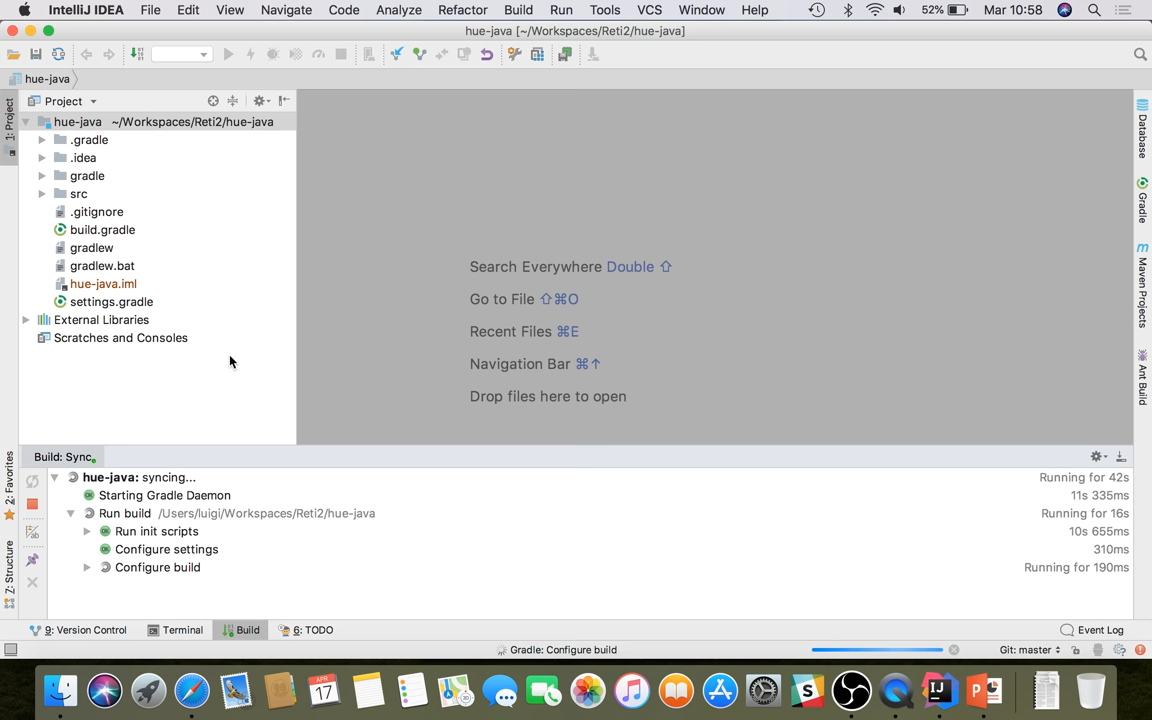 IntelliJ IDEA File Edit View Navigate Code Analyze Refactor Build Run Tools VCS Window Help 52% Mar 10:58
hue-java [~/Workspaces/Reti2/hue-java]
hue-java
Project
hue-java ~/Workspaces/Reti2/hue-java
.gradle
.idea
gradle
src
.gitignore
build.gradle
gradlew
gradlew.bat
hue-java.iml
settings.gradle
External Libraries
Scratches and Consoles
1: Project
2: Favorites
7: Structure
Search Everywhere Double ⇧
Go to File ⇧⌘O
Recent Files ⌘E
Navigation Bar ⌘↑
Drop files here to open
Database
Gradle
m Maven Projects
Ant Build
Build: Sync
hue-java: syncing... Running for 42s
Starting Gradle Daemon 11s 335ms
Run build /Users/luigi/Workspaces/Reti2/hue-java Running for 16s
Run init scripts 10s 655ms
Configure settings 310ms
Configure build Running for 190ms
9: Version Control Terminal Build 6: TODO Event Log
Gradle: Configure build Git: master
APR
17